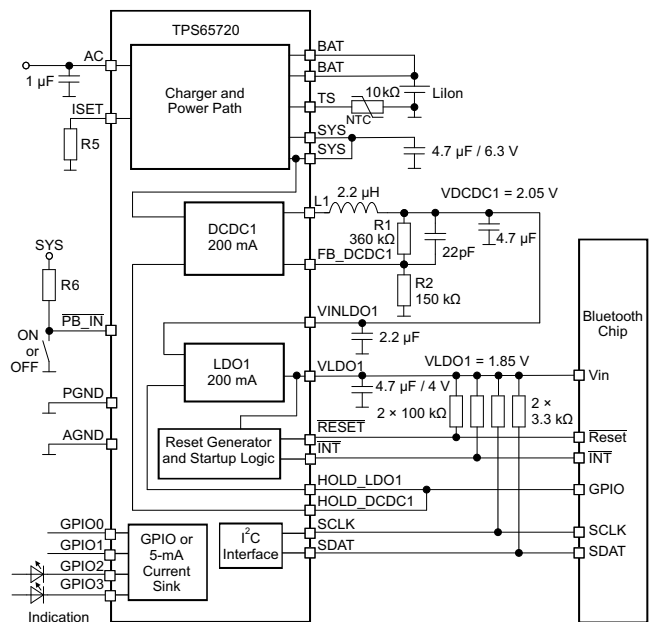 TPS65720
AC
1 µF
ISET
R5
Charger and
Power Path
BAT
BAT
TS
10kΩ
NTC
LiIon
SYS
SYS
4.7 µF / 6.3 V
L1
2.2 µH
VDCDC1 = 2.05 V
DCDC1
200 mA
R1
360 kΩ
22pF
4.7 µF
FB_DCDC1
R2
150 kΩ
SYS
R6
PB_IN
ON
or
OFF
VINLDO1
2.2 µF
LDO1
200 mA
VLDO1
VLDO1 = 1.85 V
4.7µF / 4 V
2 × 100 kΩ
2 ×
3.3 kΩ
Bluetooth
Chip
Vin
PGND
AGND
Reset Generator
and Startup Logic
RESET
Reset
INT
INT
HOLD_LDO1
GPIO
HOLD_DCDC1
GPIO0
GPIO1
GPIO2
GPIO3
GPIO or
5-mA
Current
Sink
I2C
Interface
SCLK
SCLK
SDAT
SDAT
Indication